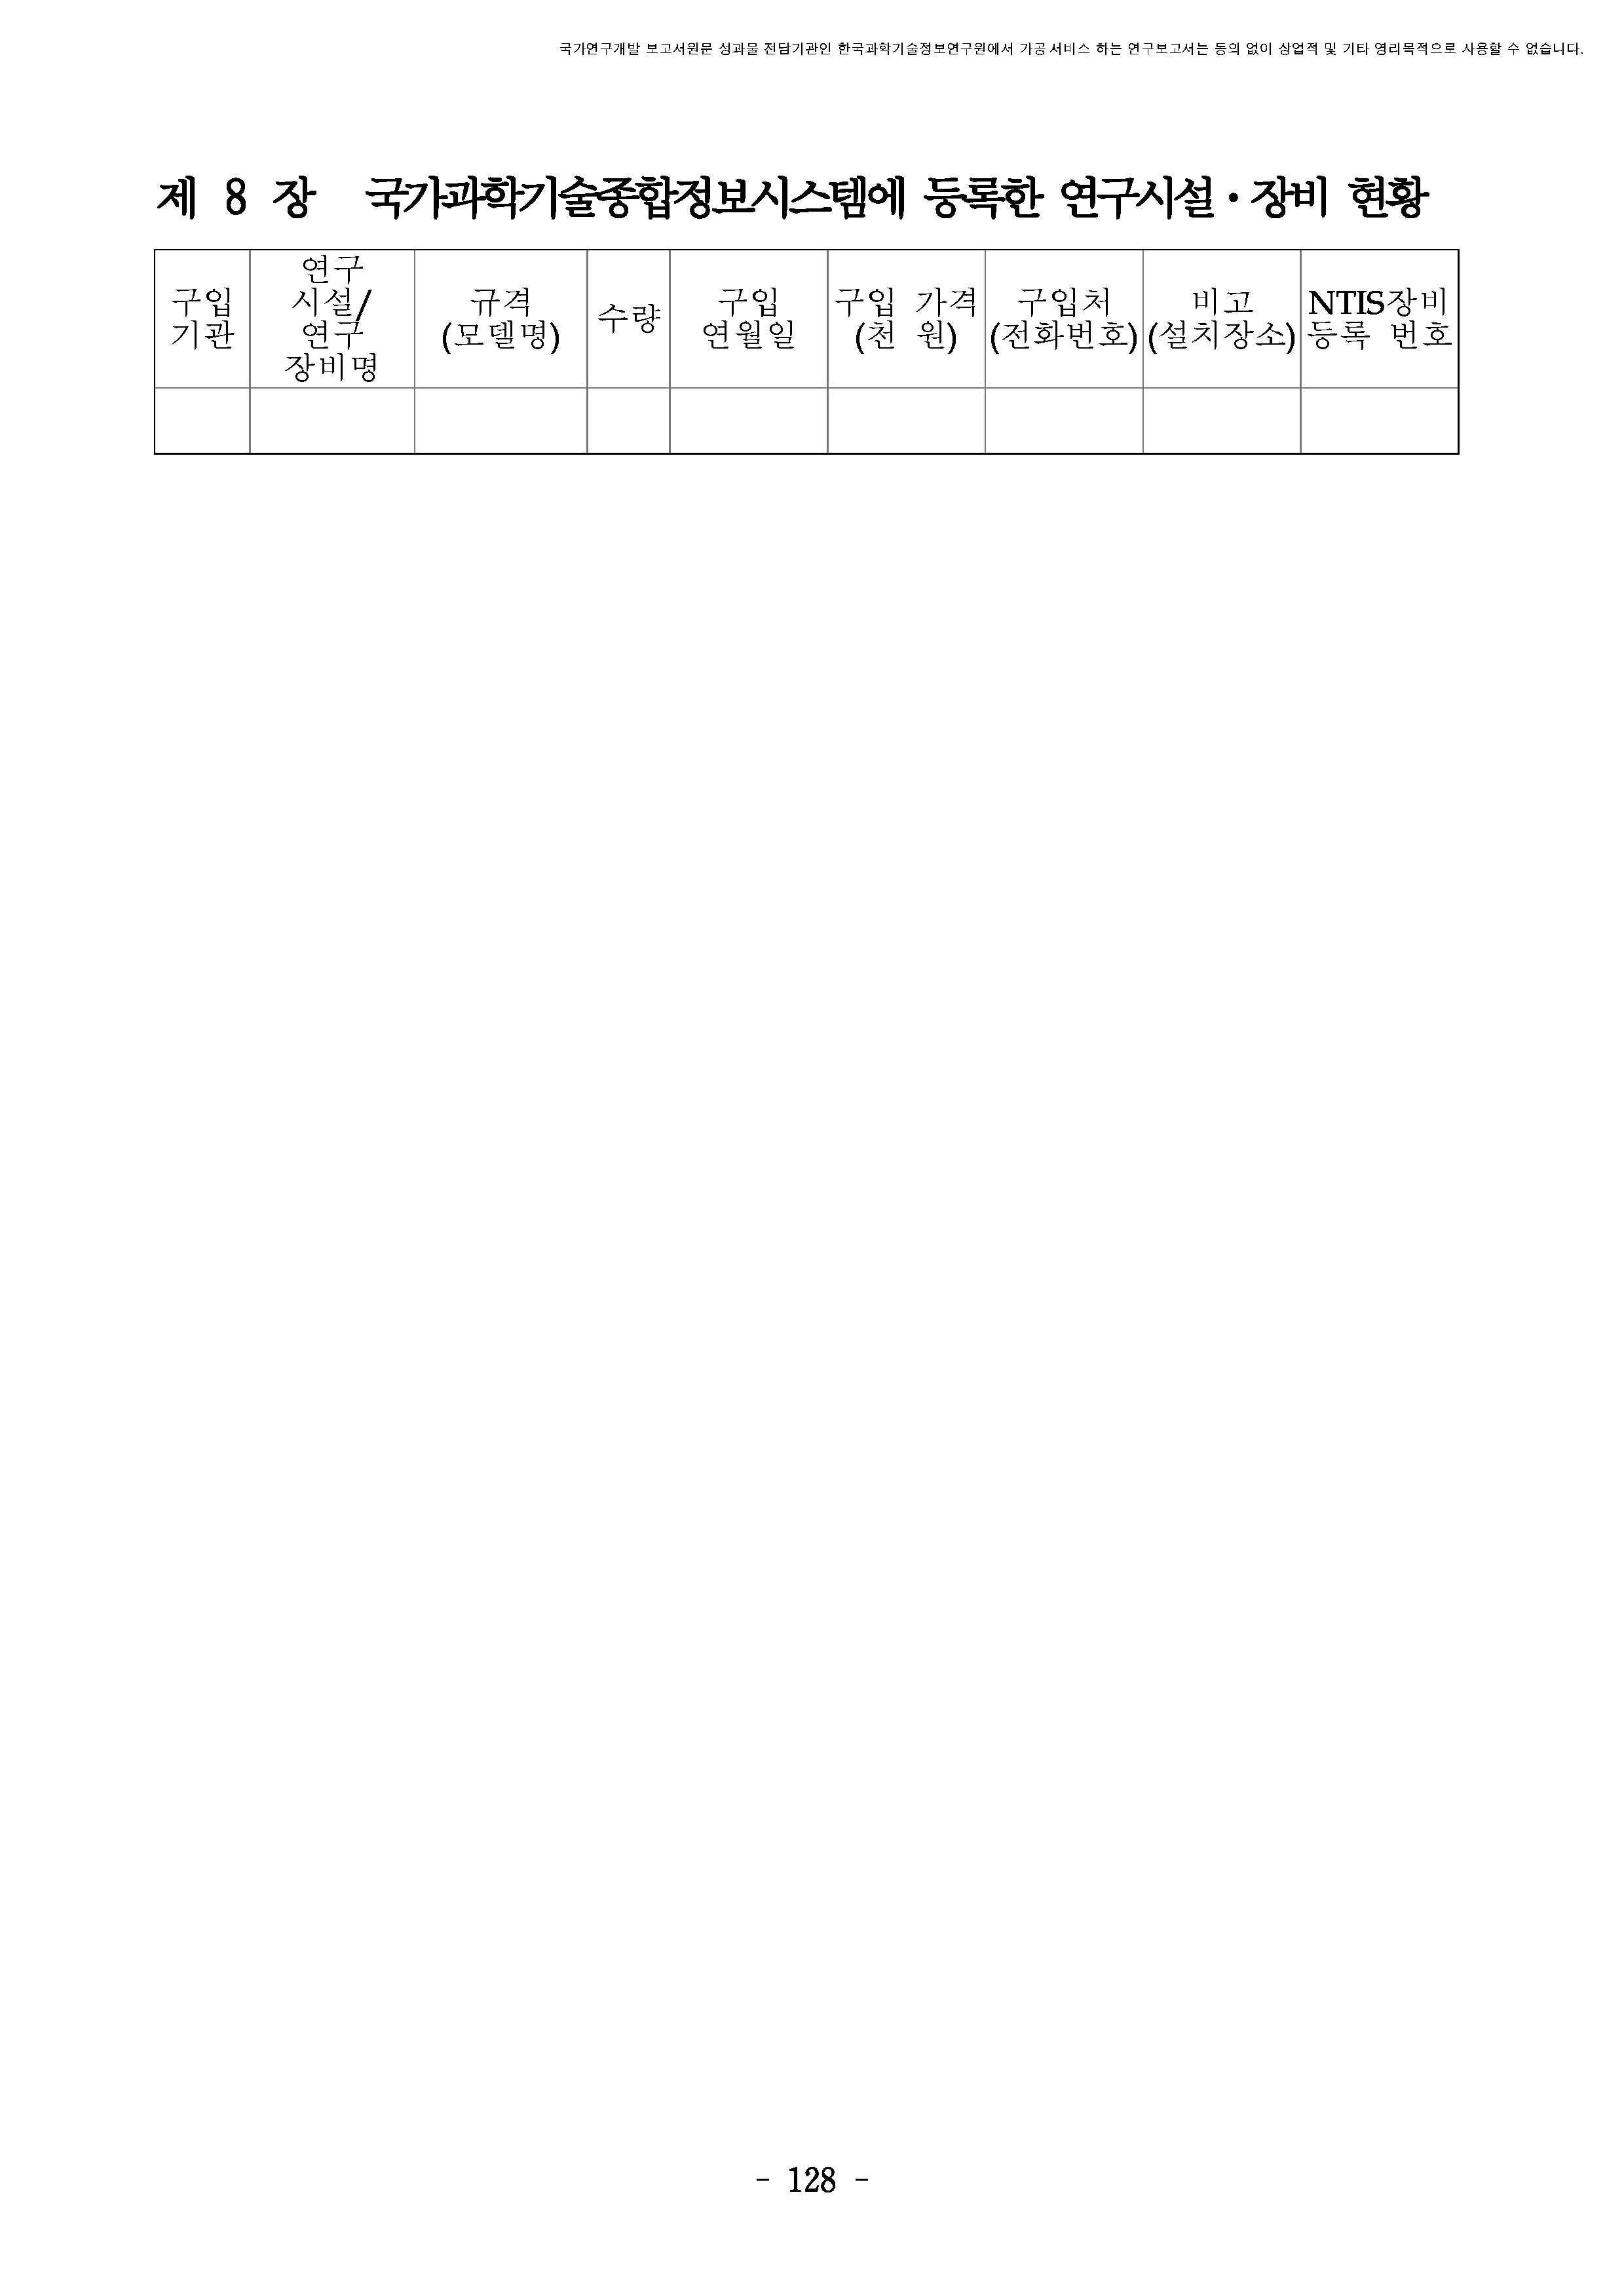 국가연구개발 보고서원문 성과물 전담기관인 한국과학기술정보연구원에서 가공·서비스 하는 연구보고서는 동의 없이 상업적 및 기타 영리목적으로 사용할 수 없습니다.
제 8 장 국가과학기술종합정보시스템에 등록한 연구시설·장비 현황
구입
기관
연구
시설/
연구
장비명
규격
(모델명)
수량
구입
연월일
구입 가격
(천 원)
구입처
(전화번호)
비고
(설치장소)
NTIS장비
등록 번호
- 128 -